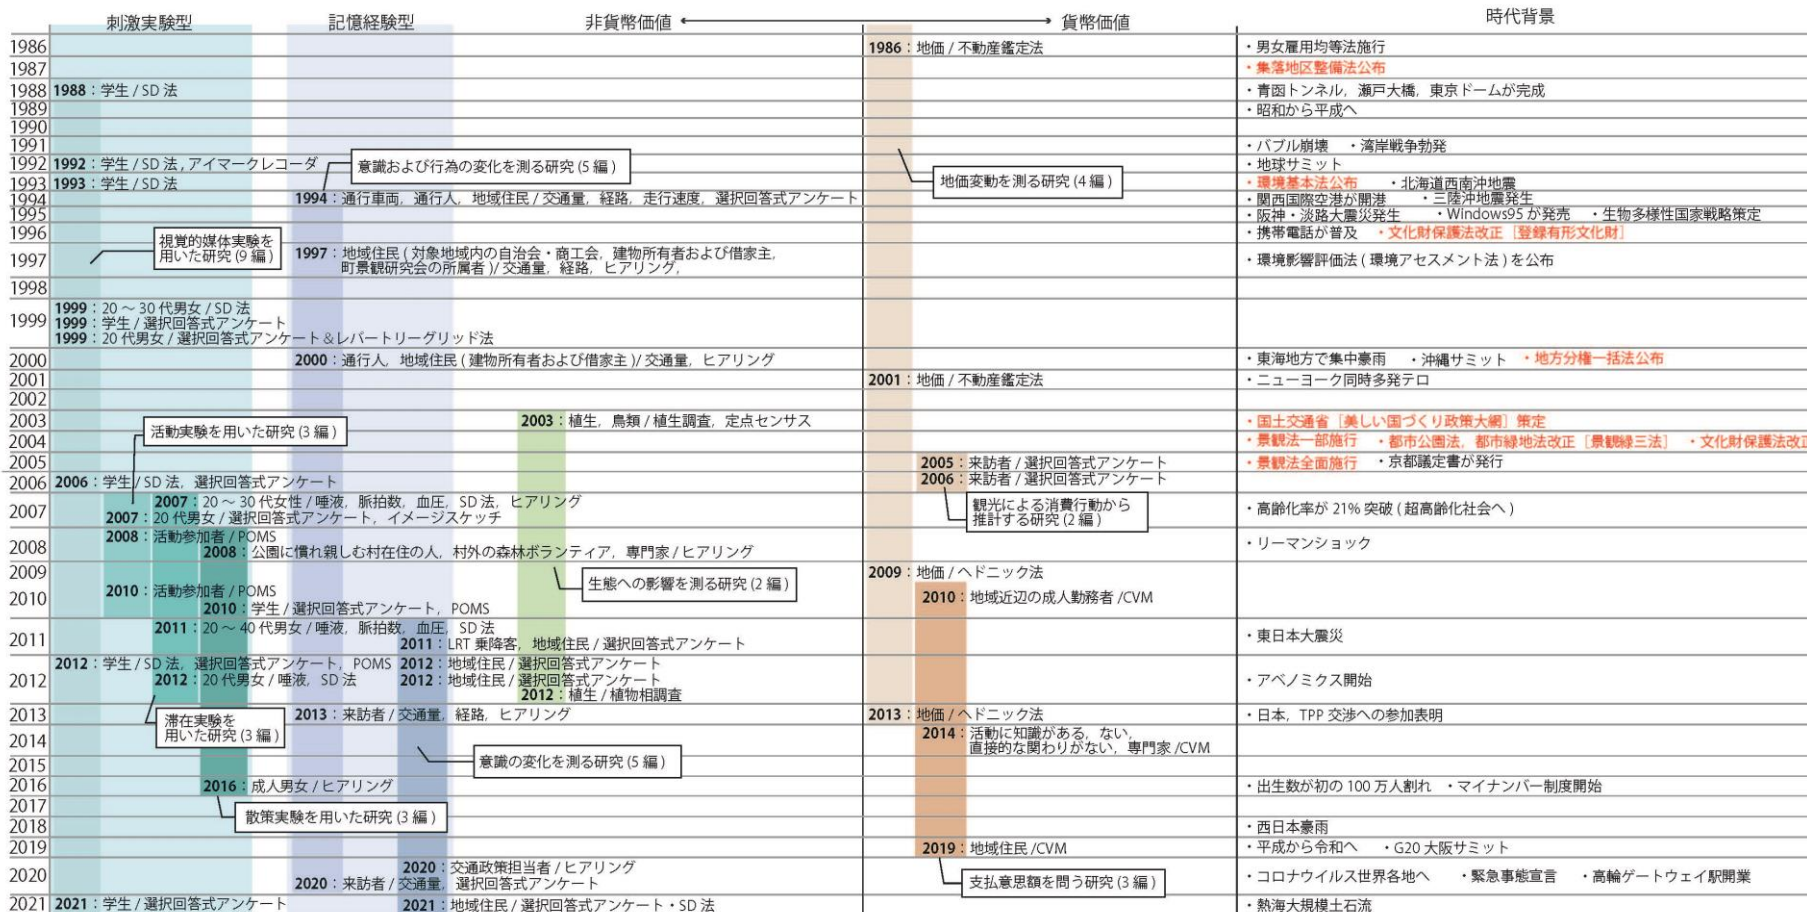 刺激実験型 記憶経験型 非貨幣価値 ←→ 貨幣価値 時代背景
1986 1986：地価 / 不動産鑑定法 ・男女雇用均等法施行
1987 ・集落地区整備法公布
1988 1988：学生 / SD 法 ・青函トンネル，瀬戸大橋，東京ドームが完成
1989 ・昭和から平成へ
1990
1991 ・バブル崩壊 ・湾岸戦争勃発
1992 1992：学生 / SD 法 , アイマークレコーダ ・地球サミット
意識および行為の変化を測る研究 (5 編 )
地価変動を測る研究 (4 編 )
1993 1993：学生 / SD 法 ・環境基本法公布 ・北海道西南沖地震
1994 1994：通行車両，通行人，地域住民 / 交通量，経路，走行速度，選択回答式アンケート ・関西国際空港が開港 ・三陸沖地震発生
1995 ・阪神・淡路大震災発生 ・Windows95 が発売 ・生物多様性国家戦略策定
1996 ・携帯電話が普及 ・文化財保護法改正［登録有形文化財］
視覚的媒体実験を
用いた研究 (9 編 )
1997 1997：地域住民 ( 対象地域内の自治会・商工会，建物所有者および借家主，
町景観研究会の所属者 )/ 交通量，経路，ヒアリング， ・環境影響評価法 ( 環境アセスメント法 ) を公布
1998
1999 1999：20 ～ 30 代男女 / SD 法
1999：学生 / 選択回答式アンケート
1999：20 代男女 / 選択回答式アンケート＆レパートリーグリッド法
2000 2000：通行人，地域住民 ( 建物所有者および借家主 )/ 交通量，ヒアリング ・東海地方で集中豪雨 ・沖縄サミット ・地方分権一括法公布
2001 2001：地価 / 不動産鑑定法 ・ニューヨーク同時多発テロ
2002
2003 2003：植生，鳥類 / 植生調査，定点センサス ・国土交通省［美しい国づくり政策大綱］策定
活動実験を用いた研究 (3 編 )
2004 ・景観法一部施行 ・都市公園法，都市緑地法改正［景観緑三法］ ・文化財保護法改正
2005 2005：来訪者 / 選択回答式アンケート ・景観法全面施行 ・京都議定書が発行
2006 2006：学生 / SD 法，選択回答式アンケート 2006：来訪者 / 選択回答式アンケート
2007 2007：20 ～ 30 代女性 / 唾液，脈拍数，血圧，SD 法，ヒアリング ・高齢化率が 21% 突破 ( 超高齢化社会へ )
2007：20 代男女 / 選択回答式アンケート，イメージスケッチ
観光による消費行動から
推計する研究 (2 編 )
2008 2008：活動参加者 / POMS ・リーマンショック
2008：公園に慣れ親しむ村在住の人，村外の森林ボランティア，専門家 / ヒアリング
2009 2009：地価 / ヘドニック法
生態への影響を測る研究 (2 編 )
2010 2010：活動参加者 / POMS 2010：地域近辺の成人勤務者 /CVM
2010：学生 / 選択回答式アンケート，POMS
2011 2011：20 ～ 40 代男女 / 唾液，脈拍数，血圧，SD 法 ・東日本大震災
2011：LRT 乗降客，地域住民 / 選択回答式アンケート
2012 2012：学生 / SD 法，選択回答式アンケート，POMS 2012：地域住民 / 選択回答式アンケート ・アベノミクス開始
2012：20 代男女 / 唾液，SD 法 2012：地域住民 / 選択回答式アンケート
2012：植生 / 植物相調査
2013 2013：来訪者 / 交通量，経路，ヒアリング 2013：地価 / ヘドニック法 ・日本，TPP 交渉への参加表明
滞在実験を
用いた研究 (3 編 )
2014 2014：活動に知識がある，ない，
直接的な関わりがない，専門家 /CVM
2015
意識の変化を測る研究 (5 編 )
2016 2016：成人男女 / ヒアリング ・出生数が初の 100 万人割れ ・マイナンバー制度開始
2017
散策実験を用いた研究 (3 編 )
2018 ・西日本豪雨
2019 2019：地域住民 /CVM ・平成から令和へ ・G20 大阪サミット
2020 2020：交通政策担当者 / ヒアリング ・コロナウイルス世界各地へ ・緊急事態宣言 ・高輪ゲートウェイ駅開業
2020：来訪者 / 交通量，選択回答式アンケート
支払意思額を問う研究 (3 編 )
2021 2021：学生 / 選択回答式アンケート 2021：地域住民 / 選択回答式アンケート・SD 法 ・熱海大規模土石流